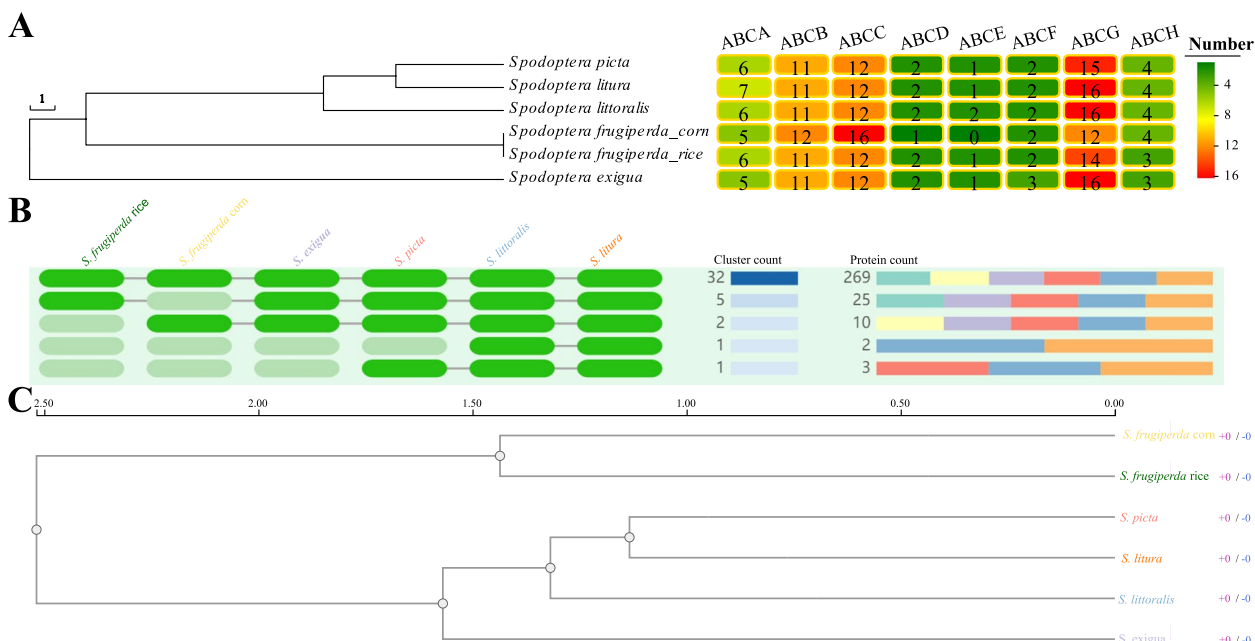 A
ABCA ABCB ABCC ABCD ABCE ABCF ABCG ABCH
Number
1
Spodoptera picta 6 11 12 2 1 2 15 4
Spodoptera litura 7 11 12 2 1 2 16 4
Spodoptera littoralis 6 11 12 2 2 2 16 4
Spodoptera frugiperda_corn 5 12 16 1 0 2 12 4
Spodoptera frugiperda_rice 6 11 12 2 1 2 14 3
Spodoptera exigua 5 11 12 2 1 3 16 3
4
8
12
16
B
S. frugiperda rice S. frugiperda corn S. exigua S. picta S. littoralis S. litura
Cluster count Protein count
32 269
5 25
2 10
1 2
1 3
C
2.50 2.00 1.50 1.00 0.50 0.00
S. frugiperda corn +0 / -0
S. frugiperda rice +0 / -0
S. picta +0 / -0
S. litura +0 / -0
S. littoralis +0 / -0
S. exigua +0 / -0